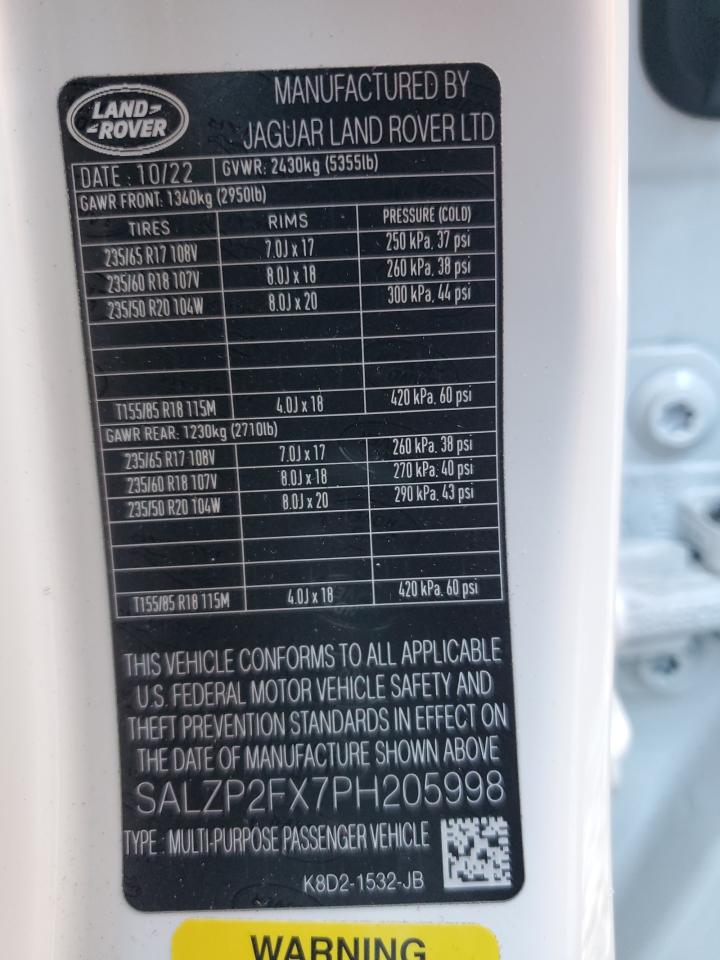 LAND-
-ROVER
MANUFACTURED BY
JAGUAR LAND ROVER LTD
DATE : 10/22 GVWR: 2430kg (5355lb)
GAWR FRONT: 1340kg (2950lb)
TIRES RIMS PRESSURE (COLD)
235/65 R17 108V 7.0J x 17 250 kPa, 37 psi
235/60 R18 107V 8.0J x 18 260 kPa, 38 psi
235/50 R20 104W 8.0J x 20 300 kPa, 44 psi
T155/85 R18 115M 4.0J x 18 420 kPa, 60 psi
GAWR REAR: 1230kg (2710lb)
235/65 R17 108V 7.0J x 17 260 kPa, 38 psi
235/60 R18 107V 8.0J x 18 270 kPa, 40 psi
235/50 R20 104W 8.0J x 20 290 kPa, 43 psi
T155/85 R18 115M 4.0J x 18 420 kPa, 60 psi
THIS VEHICLE CONFORMS TO ALL APPLICABLE
U.S. FEDERAL MOTOR VEHICLE SAFETY AND
THEFT PREVENTION STANDARDS IN EFFECT ON
THE DATE OF MANUFACTURE SHOWN ABOVE
SALZP2FX7PH205998
TYPE : MULTI-PURPOSE PASSENGER VEHICLE
K8D2-1532-JB
WARNING